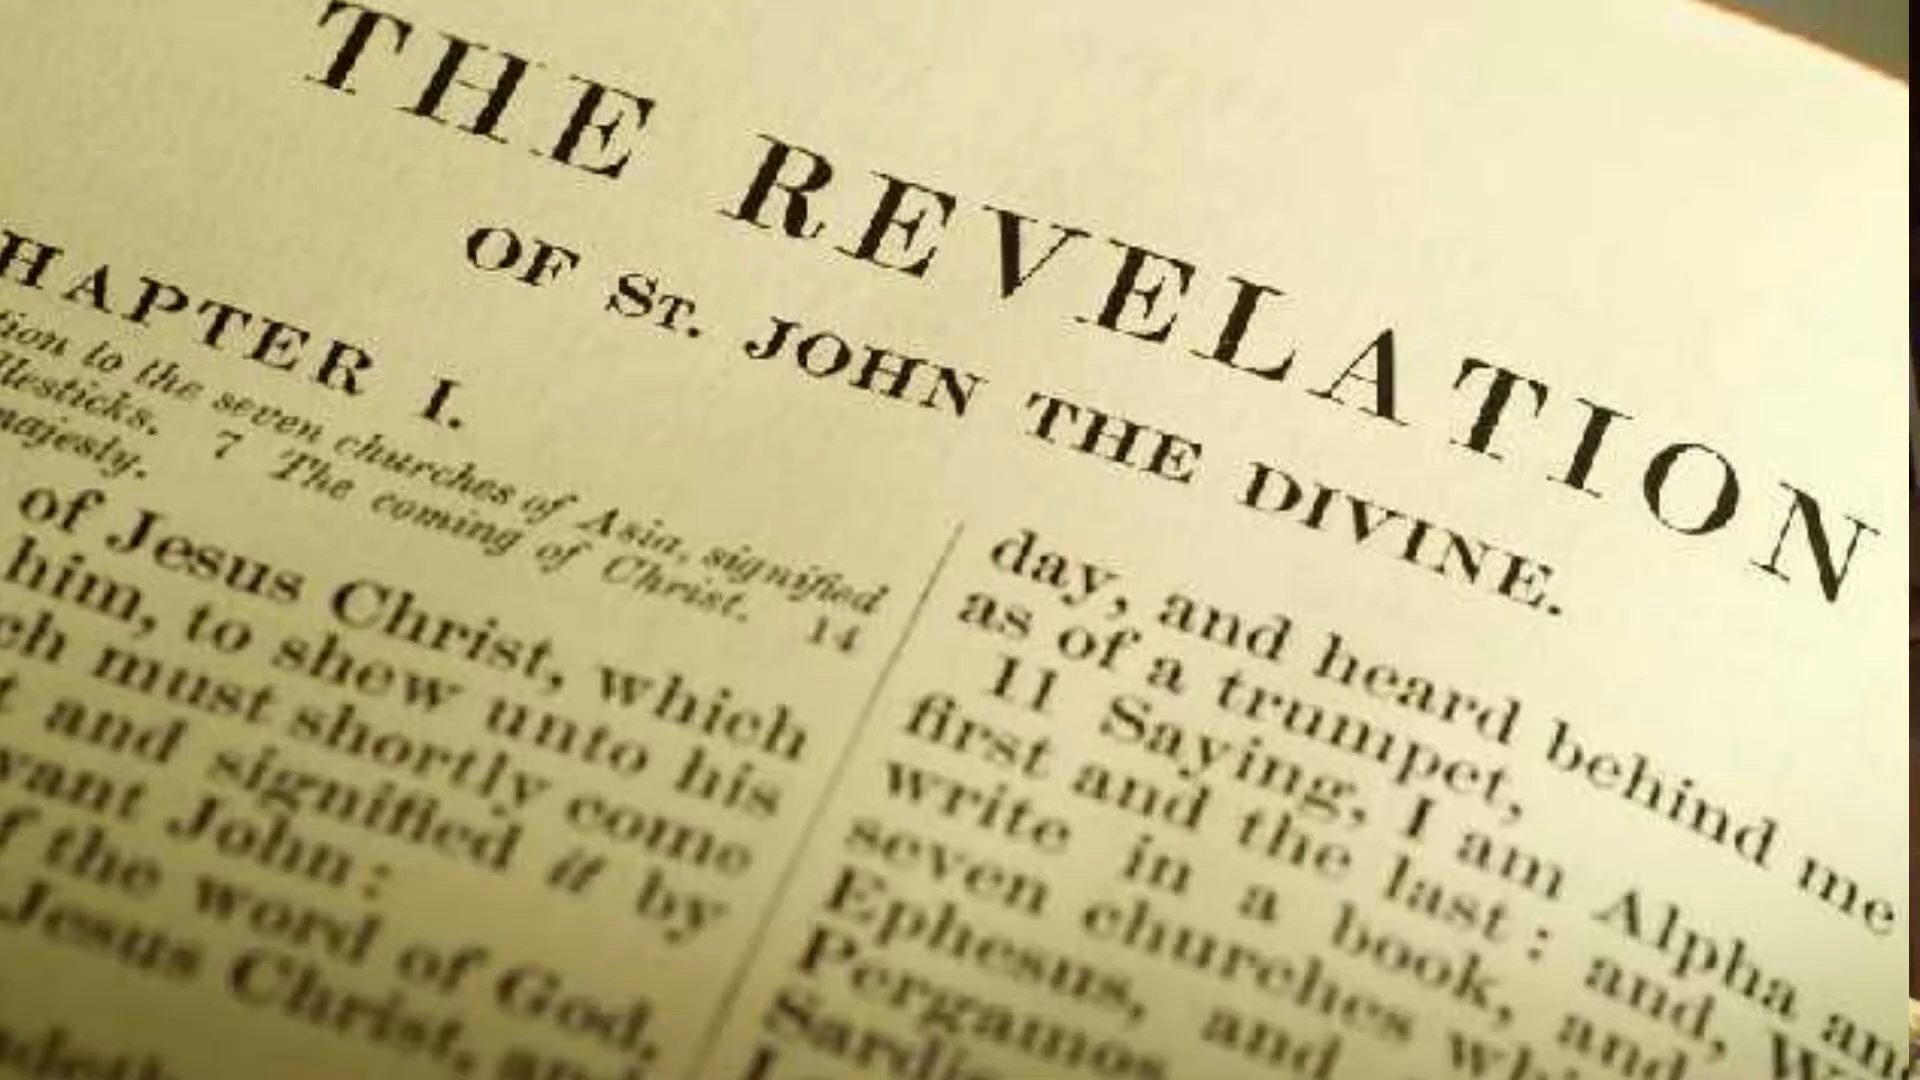 THE REVELATION
OF ST. JOHN THE DIVINE.
HAPTER I.
tion to the seven churches of Asia, signified
llesticks. 7 The coming of Christ. 14
majesty.
of Jesus Christ, which
him, to shew unto his
ch must shortly come
t and signified it by
vant John:
f the word of God,
Jesus Christ, and
adeth
day, and heard behind me
as of a trumpet,
11 Saying, I am Alpha and
first and the last: and, W
write in a book, and
seven churches whi
Ephesus, and
Pergamos
Sardi